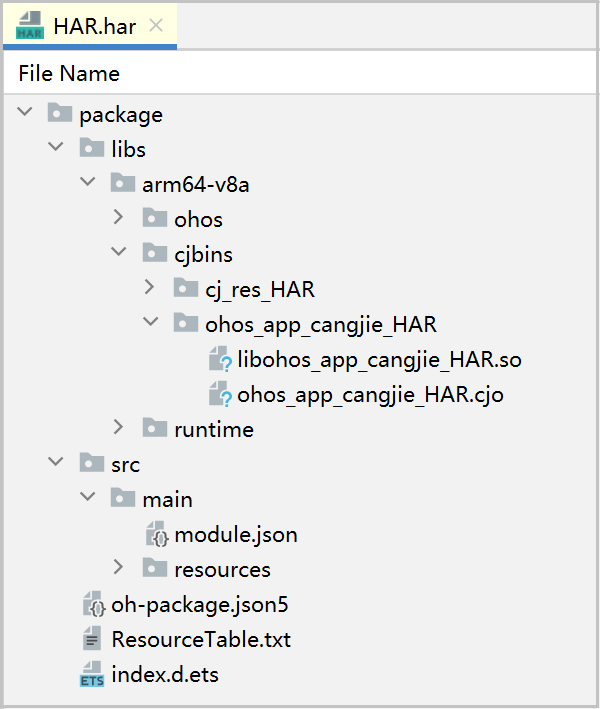 HAR HAR.har
File Name
package
libs
arm64-v8a
ohos
cjbins
cj_res_HAR
ohos_app_cangjie_HAR
libohos_app_cangjie_HAR.so
ohos_app_cangjie_HAR.cjo
runtime
src
main
module.json
resources
oh-package.json5
ResourceTable.txt
ETS index.d.ets